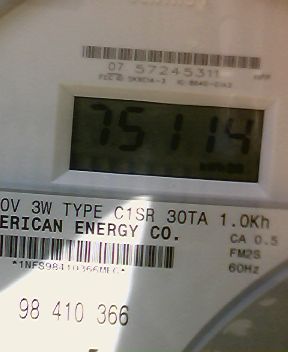 07 57245311
75114
0V 3W TYPE C1SR 30TA 1.0Kh
ERICAN ENERGY CO.
CA 0.5
FM2S
60Hz
*1NFS98410366MEC*
98 410 366